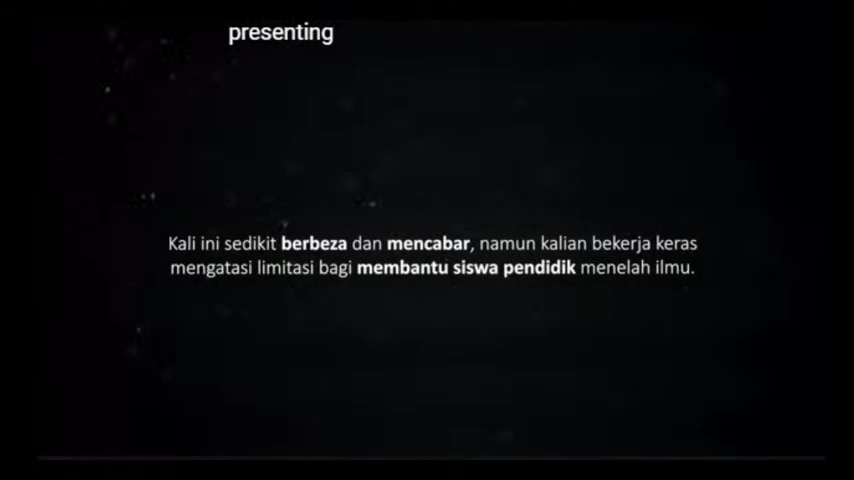 presenting
Kali ini sedikit berbeza dan mencabar, namun kalian bekerja keras
mengatasi limitasi bagi membantu siswa pendidik menelah ilmu.